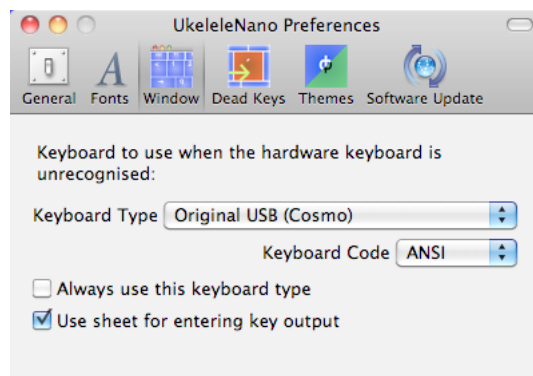 UkeleleNano Preferences
General Fonts Window Dead Keys Themes Software Update
Keyboard to use when the hardware keyboard is
unrecognised:
Keyboard Type Original USB (Cosmo)
Keyboard Code ANSI
Always use this keyboard type
Use sheet for entering key output